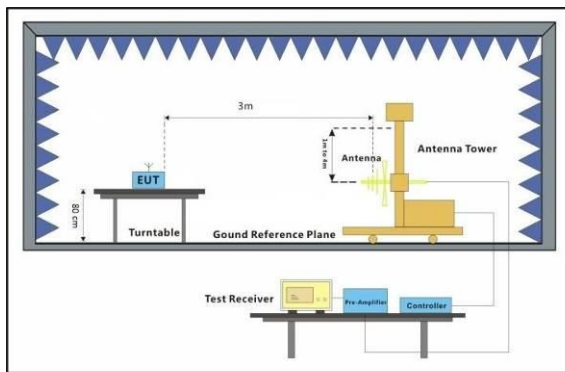 3m
1m to 4m
Antenna
Antenna Tower
EUT
80 cm
Turntable
Gound Reference Plane
Test Receiver
Pre-Amplifier
Controller